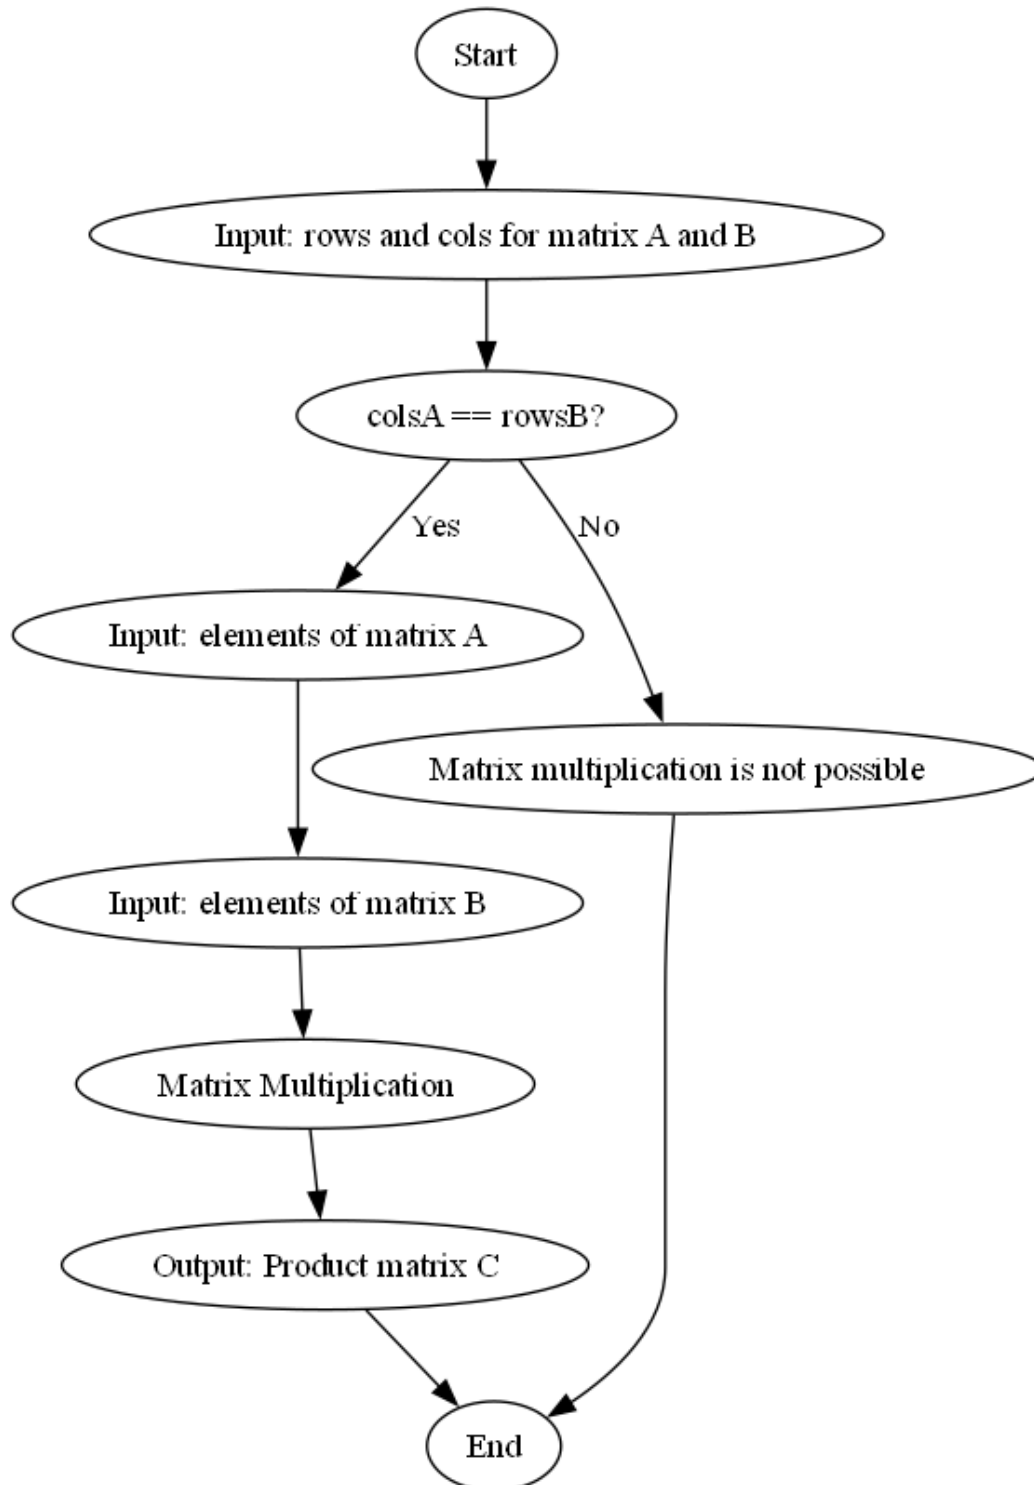 Start
Input: rows and cols for matrix A and B
colsA == rowsB?
Yes
No
Input: elements of matrix A
Matrix multiplication is not possible
Input: elements of matrix B
Matrix Multiplication
Output: Product matrix C
End